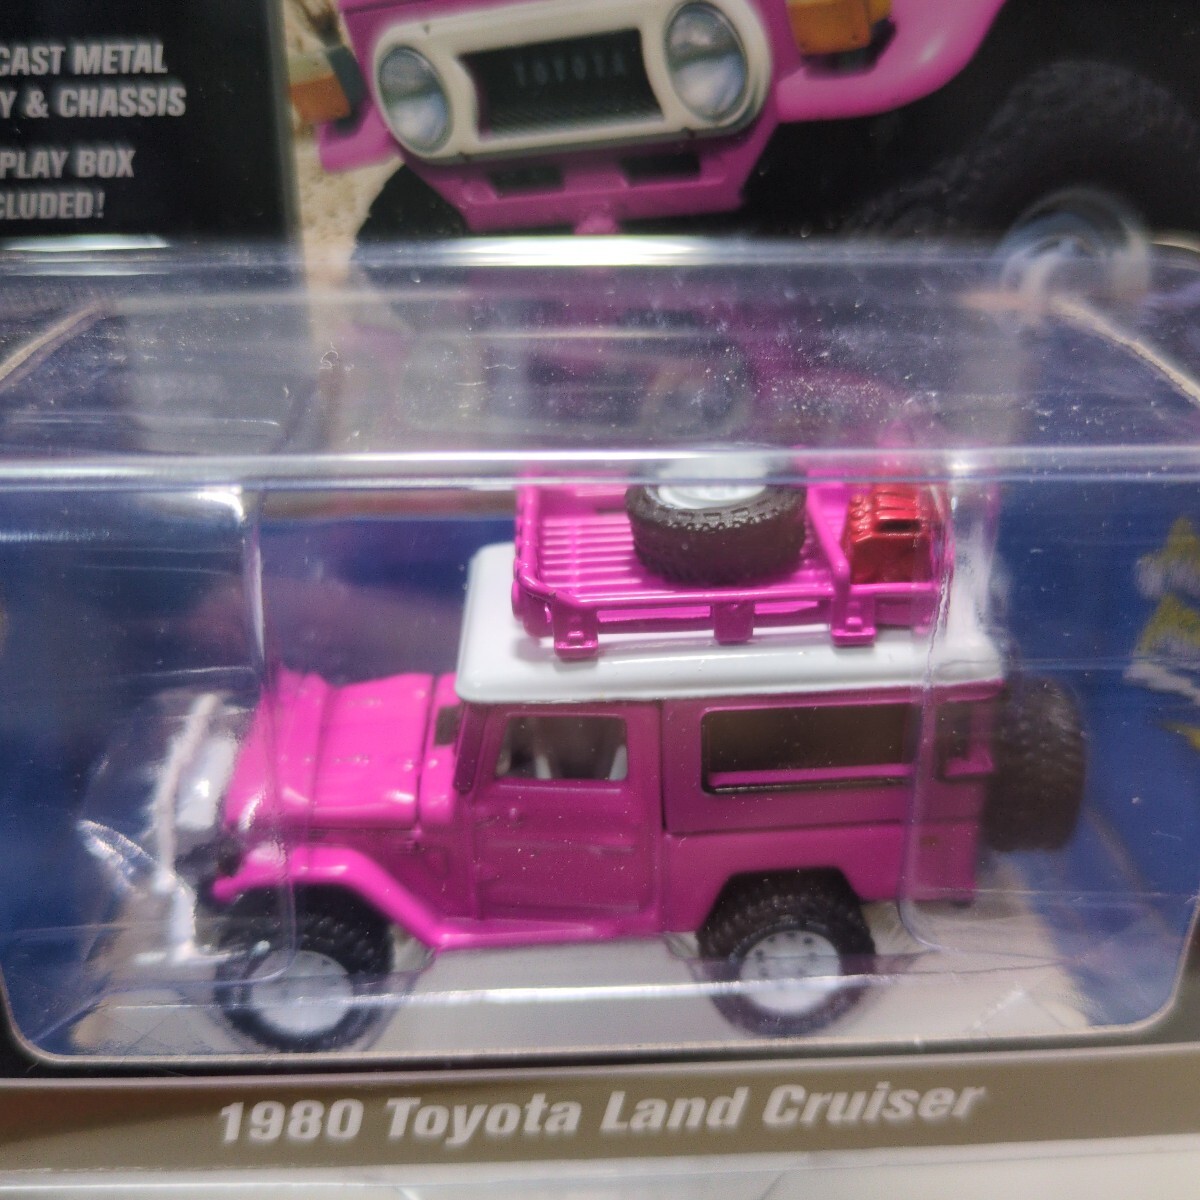 CAST METAL
Y & CHASSIS
PLAY BOX
CLUDED!
TOYOTA
1980 Toyota Land Cruiser